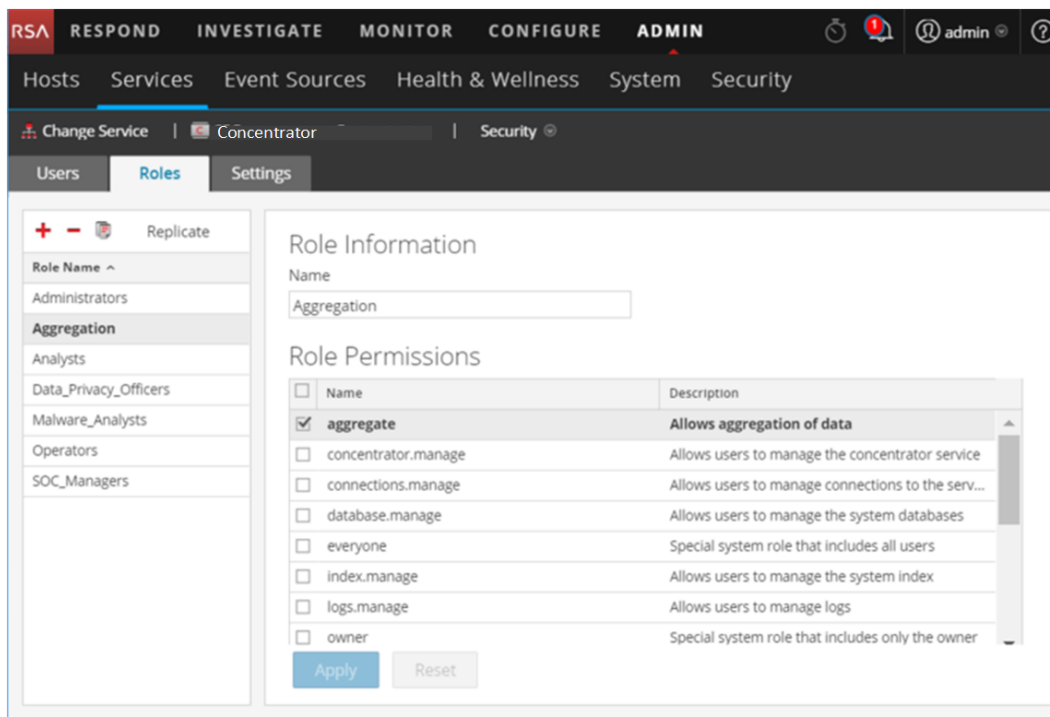 RSA RESPOND INVESTIGATE MONITOR CONFIGURE ADMIN 1 admin ?
Hosts Services Event Sources Health & Wellness System Security
Change Service | C Concentrator | Security
Users Roles Settings
Replicate
Role Name
Administrators
Aggregation
Analysts
Data_Privacy_Officers
Malware_Analysts
Operators
SOC_Managers
Role Information
Name
Aggregation
Role Permissions
Name Description
aggregate Allows aggregation of data
concentrator.manage Allows users to manage the concentrator service
connections.manage Allows users to manage connections to the serv...
database.manage Allows users to manage the system databases
everyone Special system role that includes all users
index.manage Allows users to manage the system index
logs.manage Allows users to manage logs
owner Special system role that includes only the owner
Apply Reset